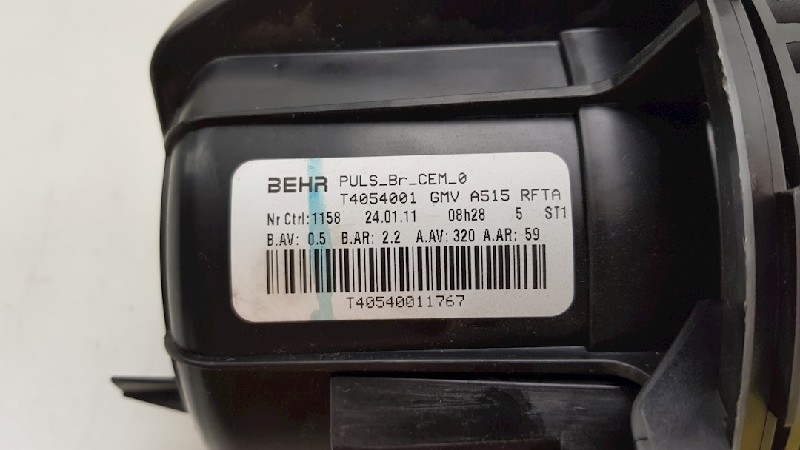 BEHR PULS_Br_CEM_0
T4054001 GMV A515 RFTA
Nr Ctrl:1158 24.01.11 08h28 5 ST1
B.AV: 0.5 B.AR: 2.2 A.AV: 320 A.AR: 59
T40540011767